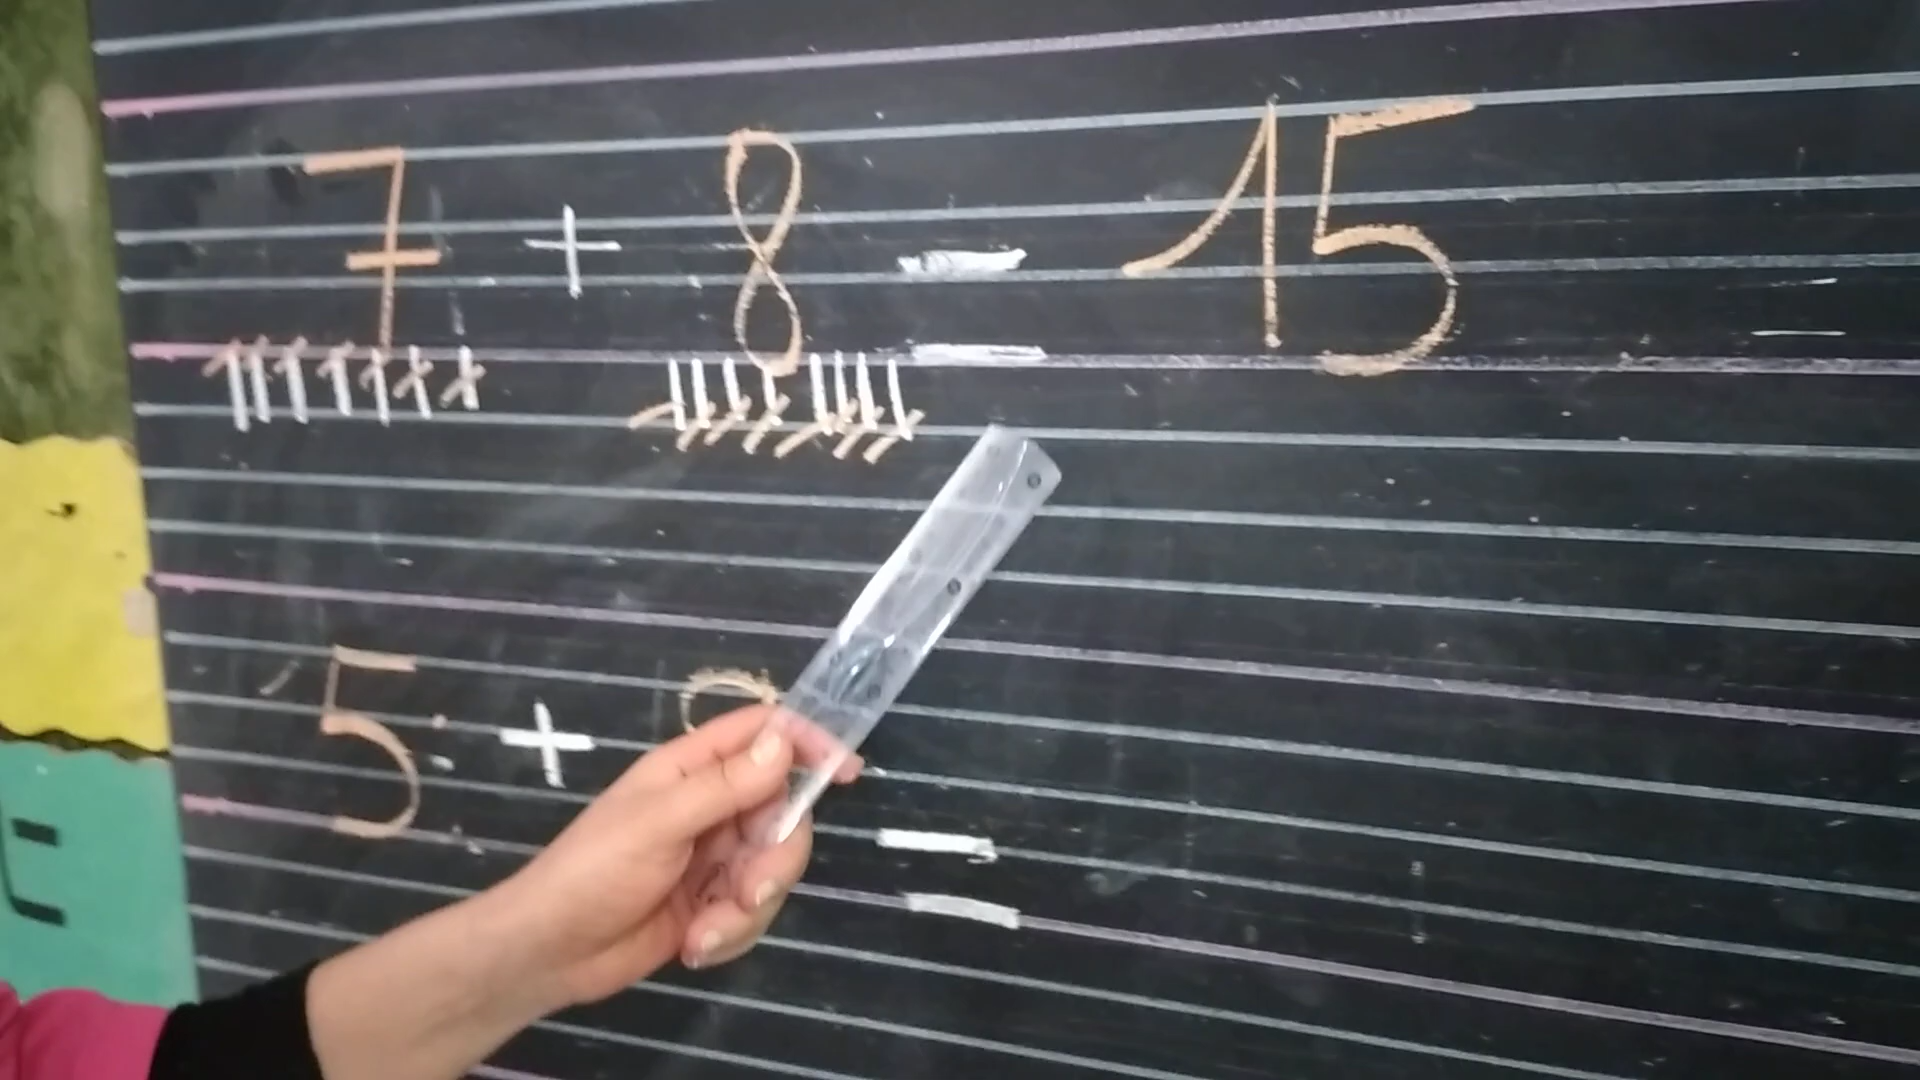 7 + 8 = 15
5 + =